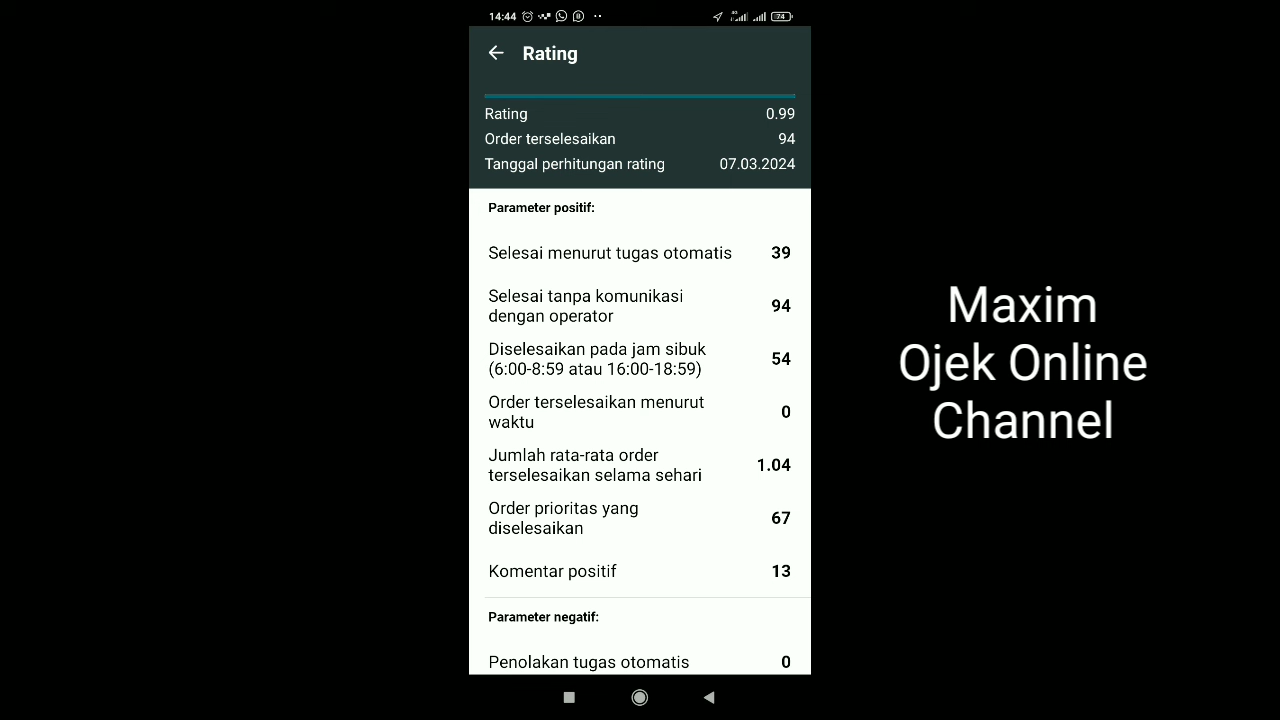 14:44
4G
74
Rating
Rating 0.99
Order terselesaikan 94
Tanggal perhitungan rating 07.03.2024
Parameter positif:
Selesai menurut tugas otomatis 39
Selesai tanpa komunikasi
dengan operator 94
Diselesaikan pada jam sibuk
(6:00-8:59 atau 16:00-18:59) 54
Order terselesaikan menurut
waktu 0
Jumlah rata-rata order
terselesaikan selama sehari 1.04
Order prioritas yang
diselesaikan 67
Komentar positif 13
Parameter negatif:
Penolakan tugas otomatis 0
Maxim
Ojek Online
Channel